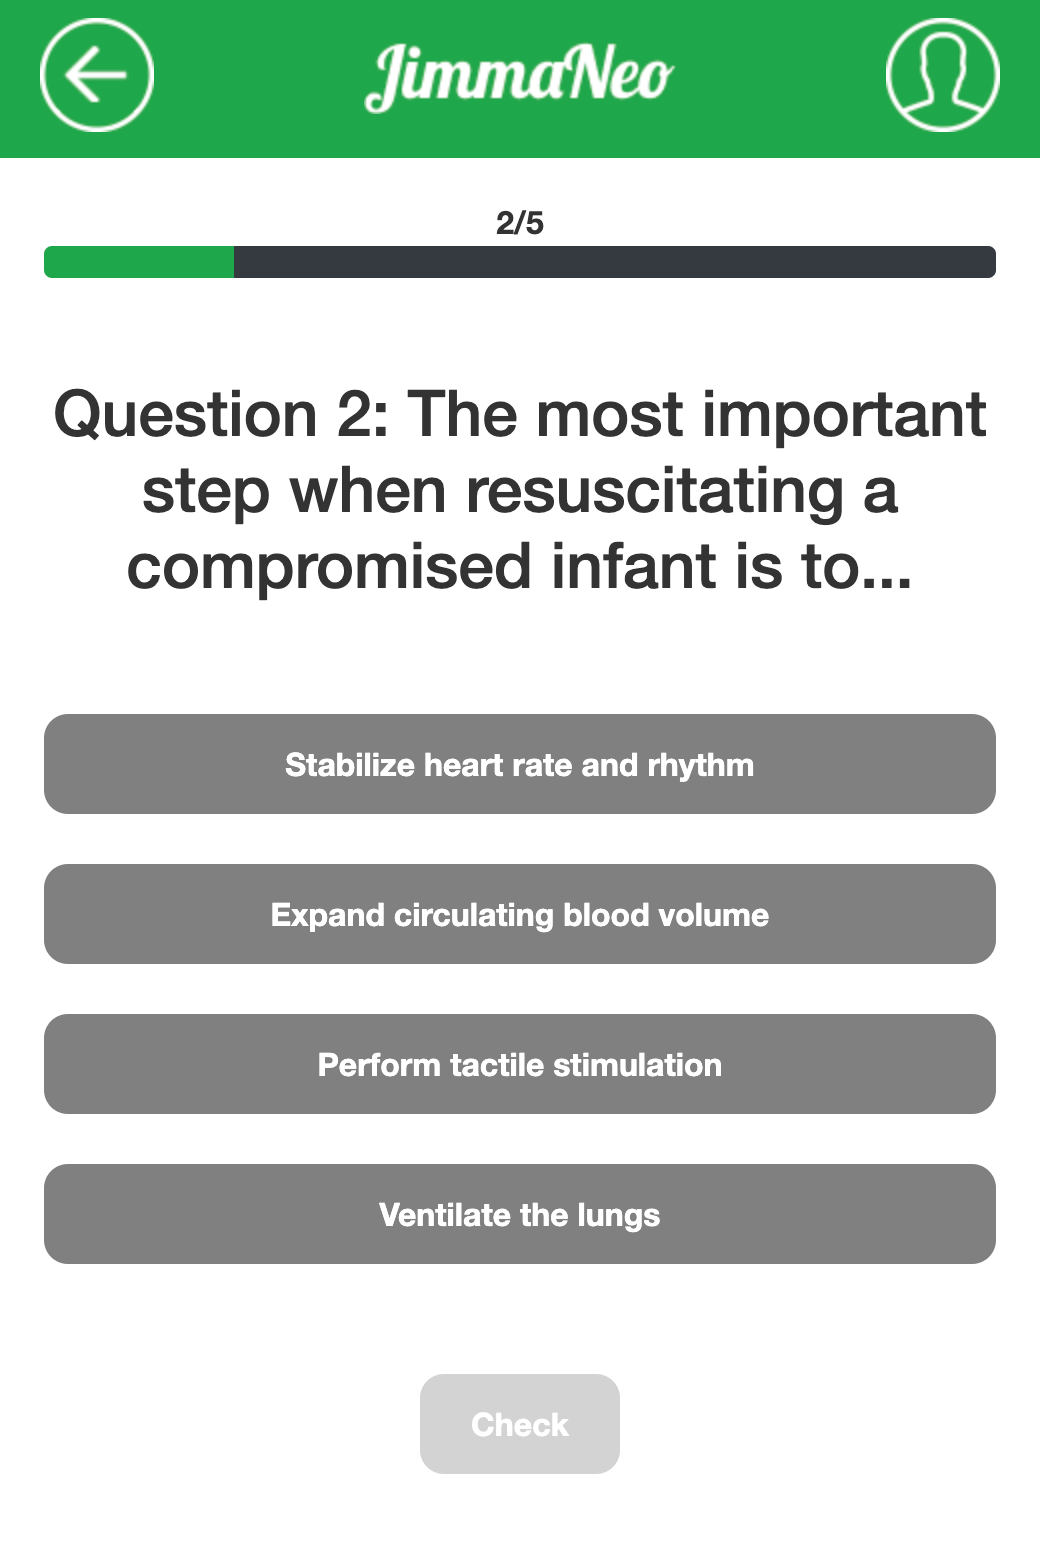 JimmaNeo
2/5
Question 2: The most important
step when resuscitating a
compromised infant is to...
Stabilize heart rate and rhythm
Expand circulating blood volume
Perform tactile stimulation
Ventilate the lungs
Check